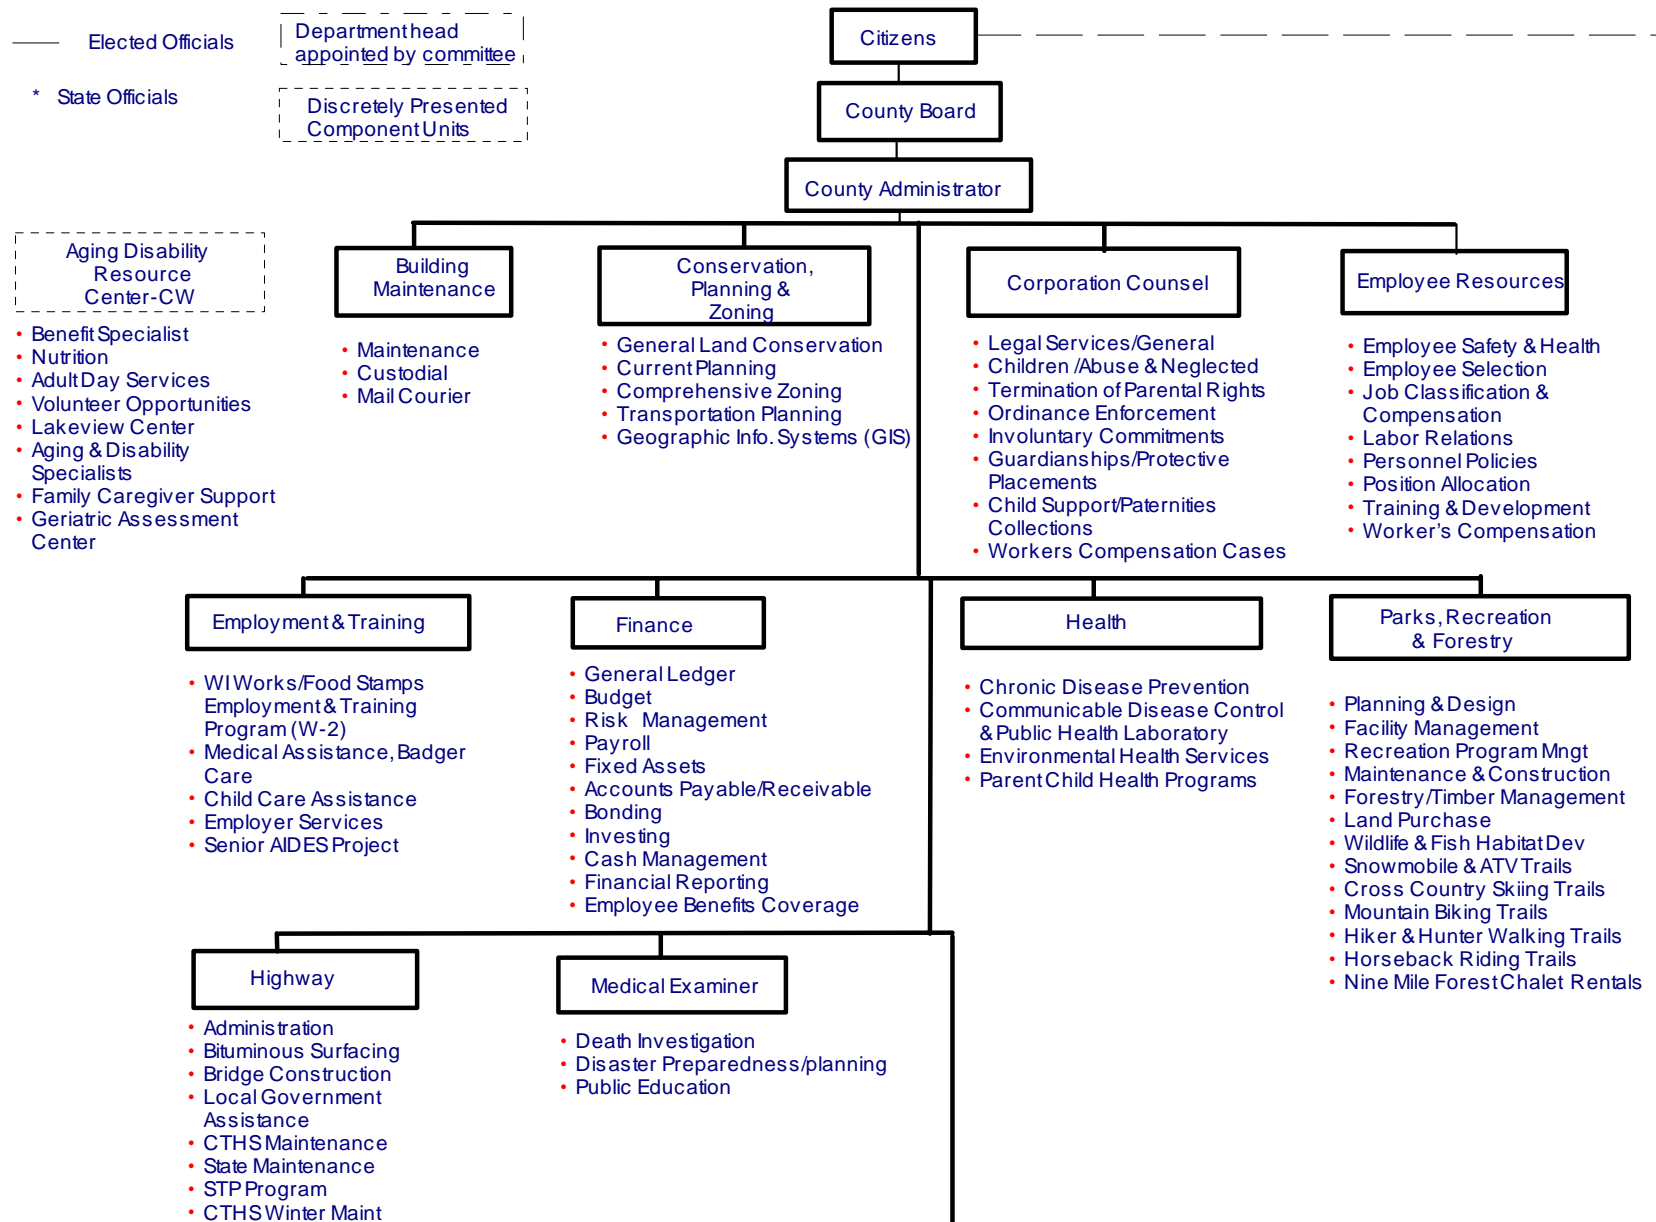 Elected Officials
* State Officials
Department head
appointed by committee
Discretely Presented
Component Units
Citizens
County Board
County Administrator
Aging Disability
Resource
Center-CW
• Benefit Specialist
• Nutrition
• Adult Day Services
• Volunteer Opportunities
• Lakeview Center
• Aging & Disability
Specialists
• Family Caregiver Support
• Geriatric Assessment
Center
Building
Maintenance
• Maintenance
• Custodial
• Mail Courier
Conservation,
Planning &
Zoning
• General Land Conservation
• Current Planning
• Comprehensive Zoning
• Transportation Planning
• Geographic Info. Systems (GIS)
Corporation Counsel
• Legal Services/General
• Children /Abuse & Neglected
• Termination of Parental Rights
• Ordinance Enforcement
• Involuntary Commitments
• Guardianships/Protective
Placements
• Child Support/Paternities
Collections
• Workers Compensation Cases
Employee Resources
• Employee Safety & Health
• Employee Selection
• Job Classification &
Compensation
• Labor Relations
• Personnel Policies
• Position Allocation
• Training & Development
• Worker's Compensation
Employment & Training
• WI Works/Food Stamps
Employment & Training
Program (W-2)
• Medical Assistance, Badger
Care
• Child Care Assistance
• Employer Services
• Senior AIDES Project
Finance
• General Ledger
• Budget
• Risk Management
• Payroll
• Fixed Assets
• Accounts Payable/Receivable
• Bonding
• Investing
• Cash Management
• Financial Reporting
• Employee Benefits Coverage
Health
• Chronic Disease Prevention
• Communicable Disease Control
& Public Health Laboratory
• Environmental Health Services
• Parent Child Health Programs
Parks, Recreation
& Forestry
• Planning & Design
• Facility Management
• Recreation Program Mngt
• Maintenance & Construction
• Forestry/Timber Management
• Land Purchase
• Wildlife & Fish Habitat Dev
• Snowmobile & ATV Trails
• Cross Country Skiing Trails
• Mountain Biking Trails
• Hiker & Hunter Walking Trails
• Horseback Riding Trails
• Nine Mile Forest Chalet Rentals
Highway
• Administration
• Bituminous Surfacing
• Bridge Construction
• Local Government
Assistance
• CTHS Maintenance
• State Maintenance
• STP Program
• CTHS Winter Maint
Medical Examiner
• Death Investigation
• Disaster Preparedness/planning
• Public Education